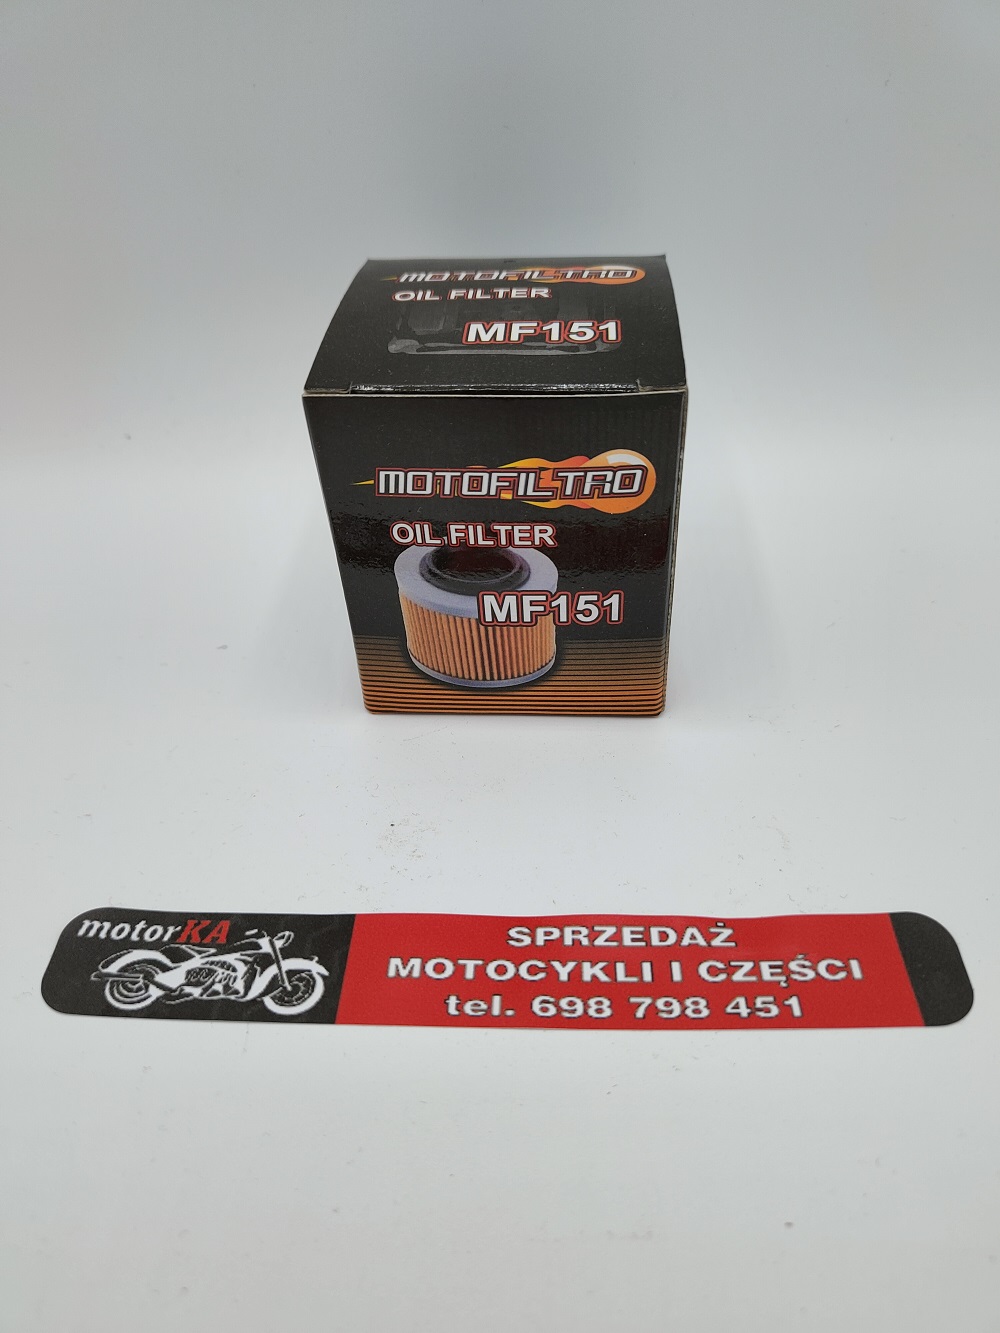 MOTOFILTRO
OIL FILTER
MF151
MOTOFILTRO
OIL FILTER
MF151
motorKA
SPRZEDAŻ
MOTOCYKLI I CZĘŚCI
tel. 698 798 451